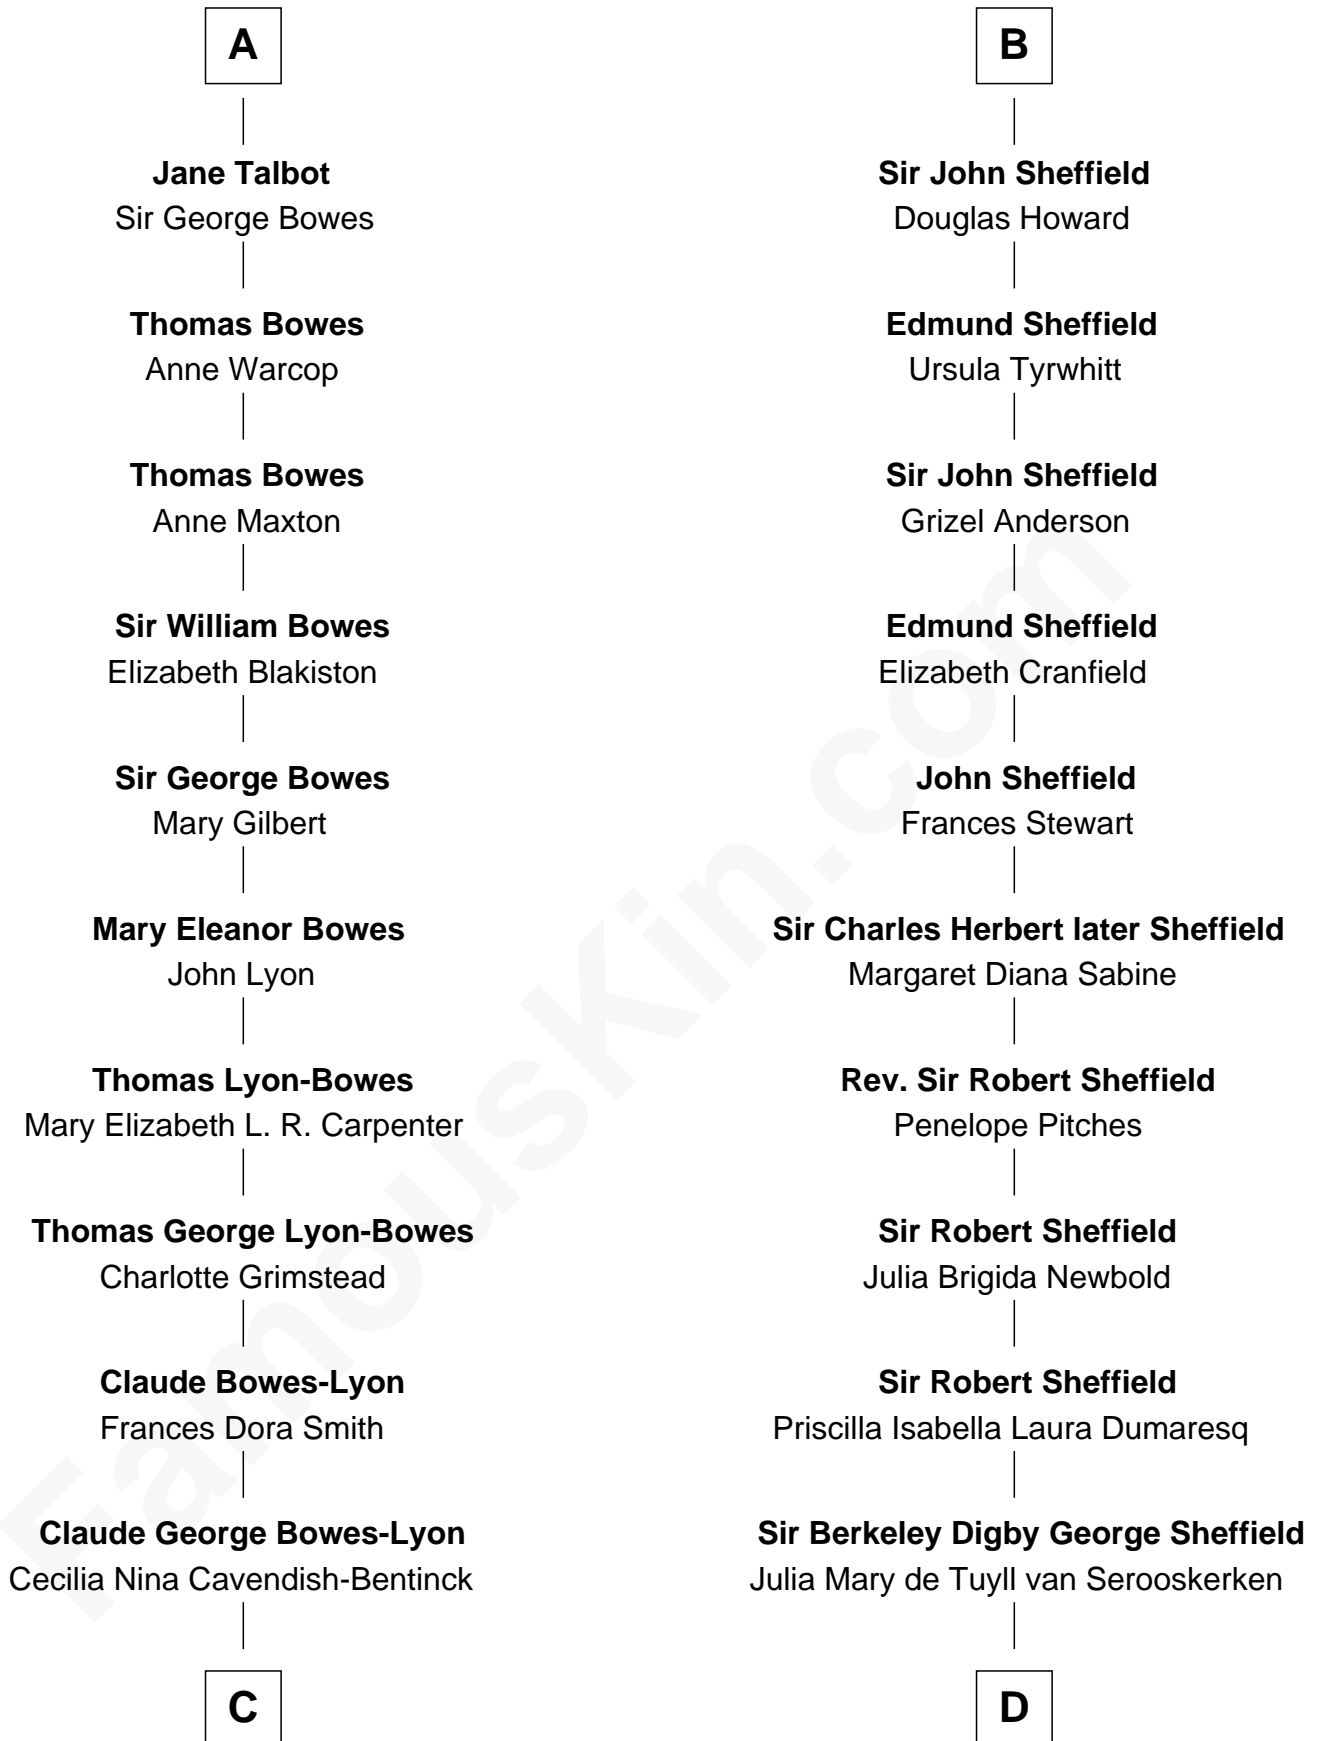 A
Jane Talbot
Sir George Bowes
Thomas Bowes
Anne Warcop
Thomas Bowes
Anne Maxton
Sir William Bowes
Elizabeth Blakiston
Sir George Bowes
Mary Gilbert
Mary Eleanor Bowes
John Lyon
Thomas Lyon-Bowes
Mary Elizabeth L. R. Carpenter
Thomas George Lyon-Bowes
Charlotte Grimstead
Claude Bowes-Lyon
Frances Dora Smith
Claude George Bowes-Lyon
Cecilia Nina Cavendish-Bentinck
C
B
Sir John Sheffield
Douglas Howard
Edmund Sheffield
Ursula Tyrwhitt
Sir John Sheffield
Grizel Anderson
Edmund Sheffield
Elizabeth Cranfield
John Sheffield
Frances Stewart
Sir Charles Herbert later Sheffield
Margaret Diana Sabine
Rev. Sir Robert Sheffield
Penelope Pitches
Sir Robert Sheffield
Julia Brigida Newbold
Sir Robert Sheffield
Priscilla Isabella Laura Dumaresq
Sir Berkeley Digby George Sheffield
Julia Mary de Tuyll van Serooskerken
D
FamousKin.com